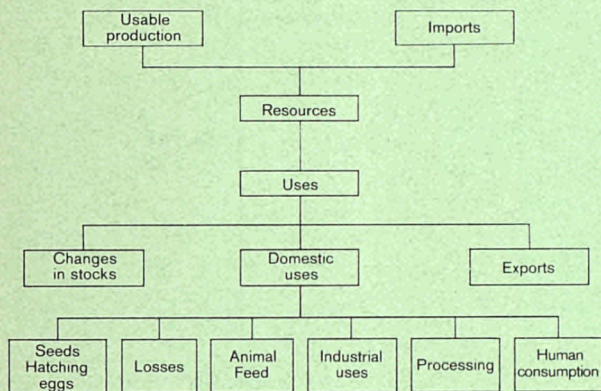 Usable
production
Imports
Resources
Uses
Changes
in stocks
Domestic
uses
Exports
Seeds
Hatching
eggs
Losses
Animal
Feed
Industrial
uses
Processing
Human
consumption